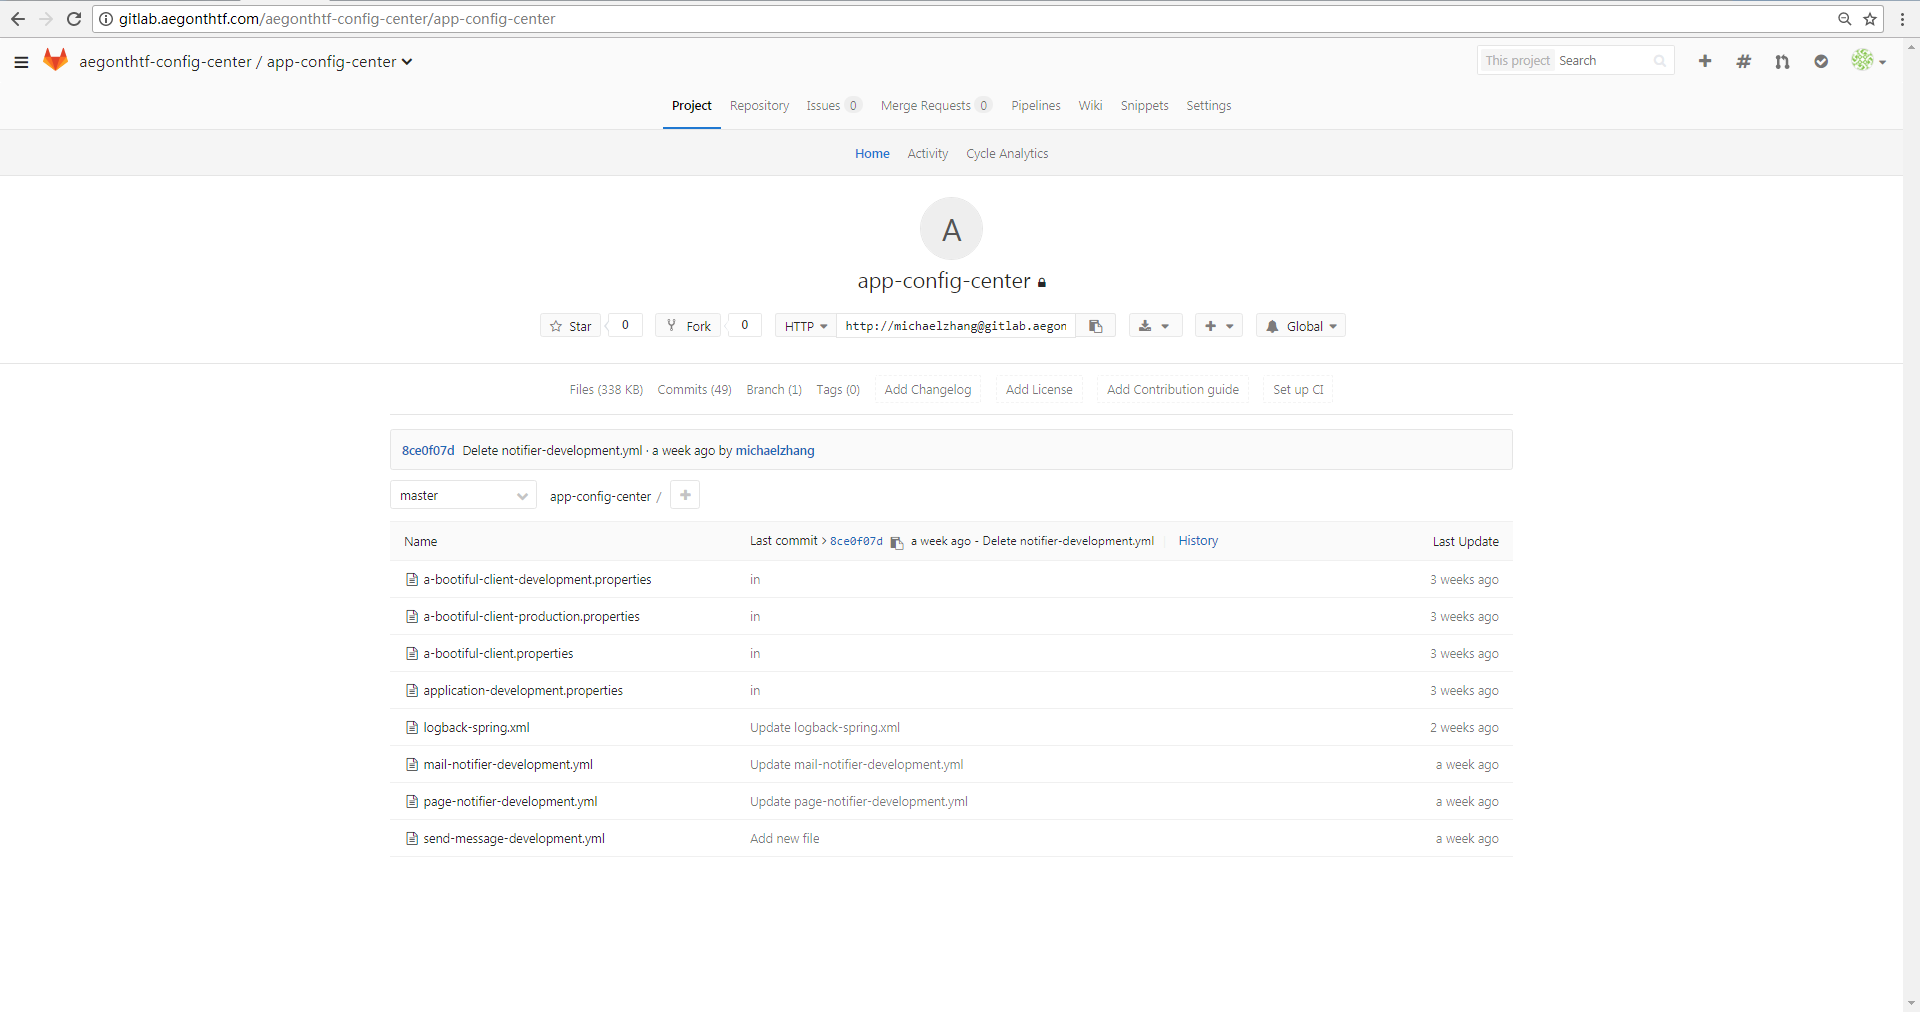 gitlab.aegonthtf.com/aegonthtf-config-center/app-config-center
aegonthtf-config-center / app-config-center
This project Search
Project Repository Issues 0 Merge Requests 0 Pipelines Wiki Snippets Settings
Home Activity Cycle Analytics
A
app-config-center
Star 0 Fork 0 HTTP http://michaelzhang@gitlab.aegon Global
Files (338 KB) Commits (49) Branch (1) Tags (0) Add Changelog Add License Add Contribution guide Set up CI
8ce0f07d Delete notifier-development.yml · a week ago by michaelzhang
master app-config-center /
Name Last commit > 8ce0f07d a week ago - Delete notifier-development.yml History Last Update
a-bootiful-client-development.properties in 3 weeks ago
a-bootiful-client-production.properties in 3 weeks ago
a-bootiful-client.properties in 3 weeks ago
application-development.properties in 3 weeks ago
logback-spring.xml Update logback-spring.xml 2 weeks ago
mail-notifier-development.yml Update mail-notifier-development.yml a week ago
page-notifier-development.yml Update page-notifier-development.yml a week ago
send-message-development.yml Add new file a week ago